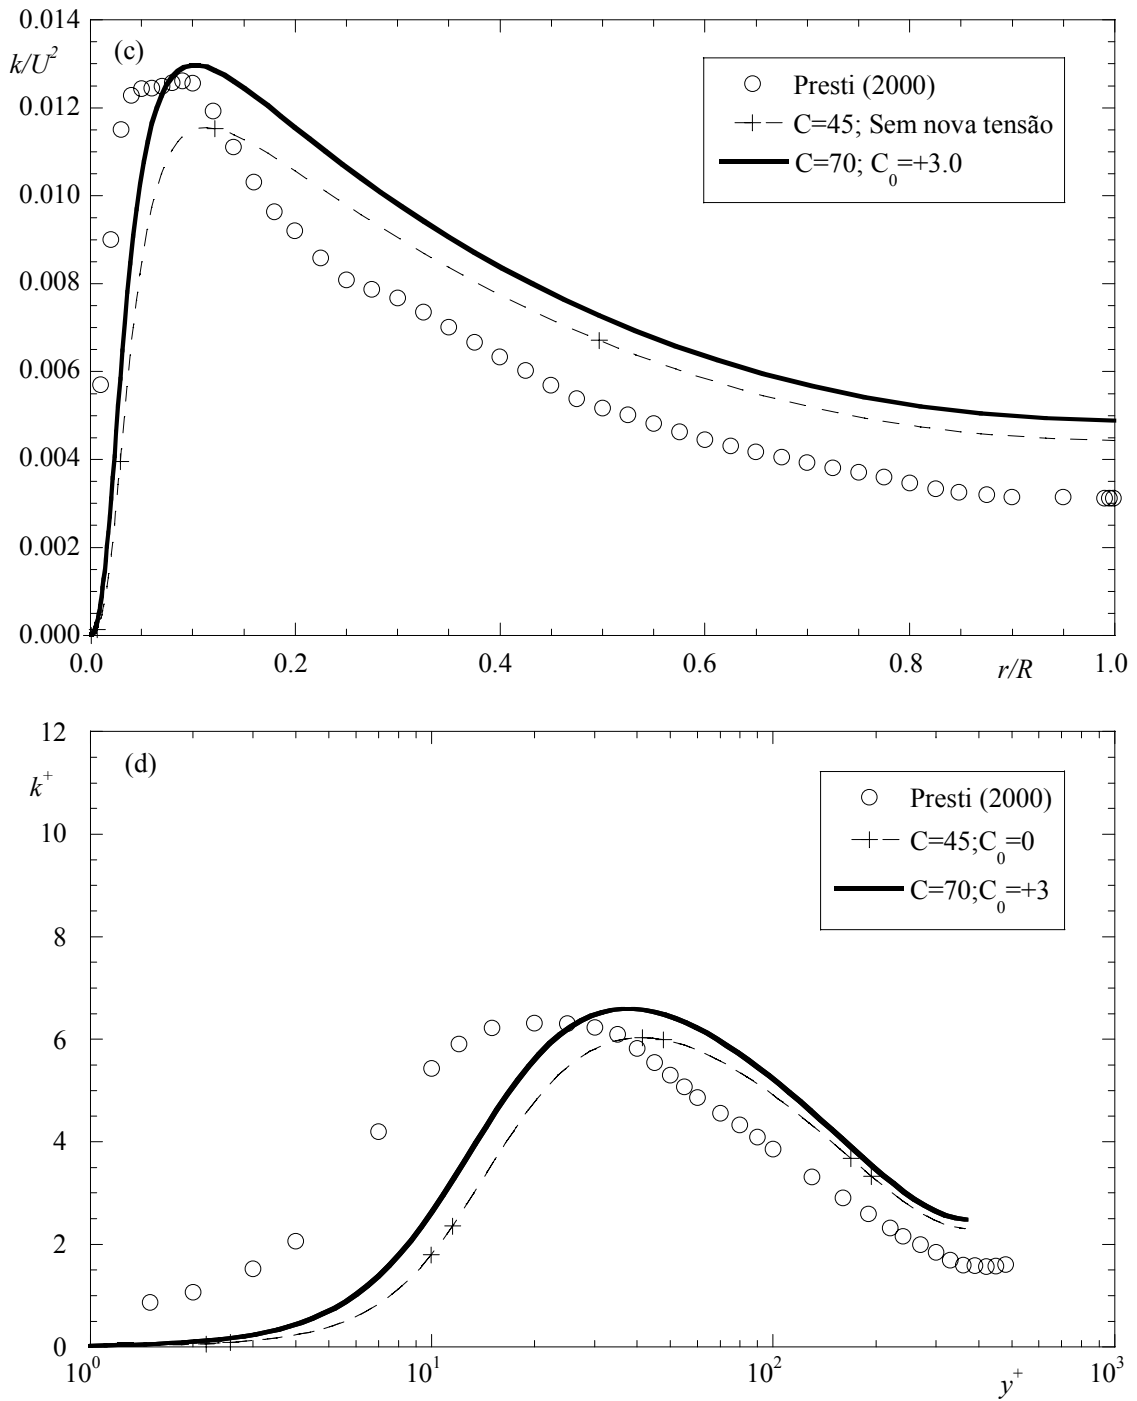 0.014
k/U²
(c)
0.012
0.010
0.008
0.006
0.004
0.002
0.000
Presti (2000)
C=45; Sem nova tensão
C=70; C₀=+3.0
0.0 0.2 0.4 0.6 0.8 1.0
r/R
12
(d)
k⁺
10
8
6
4
2
0
Presti (2000)
C=45;C₀=0
C=70;C₀=+3
10⁰ 10¹ 10² 10³
y⁺